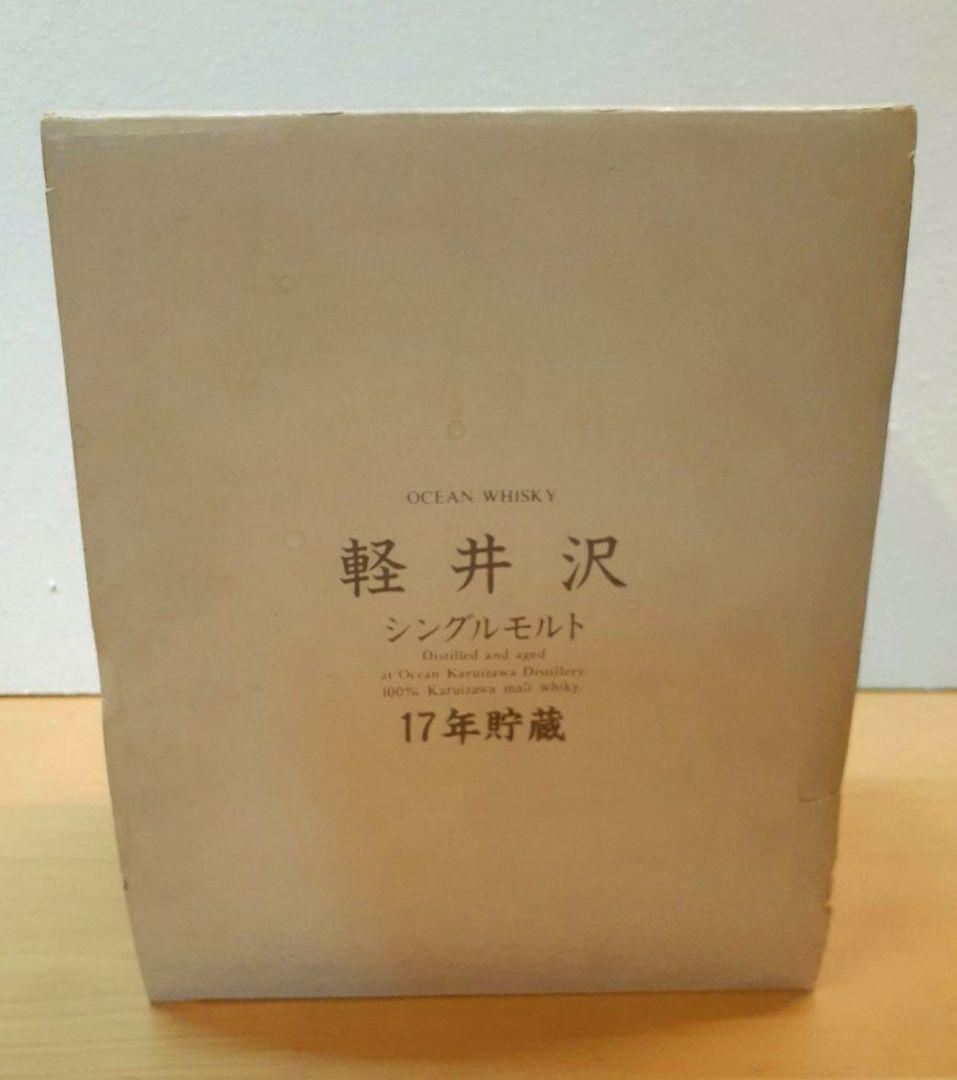 OCEAN WHISKY
軽井沢
シングルモルト
Distilled and aged
at Ocean Karuizawa Distillery.
100% Karuizawa malt whiky.
17年貯蔵